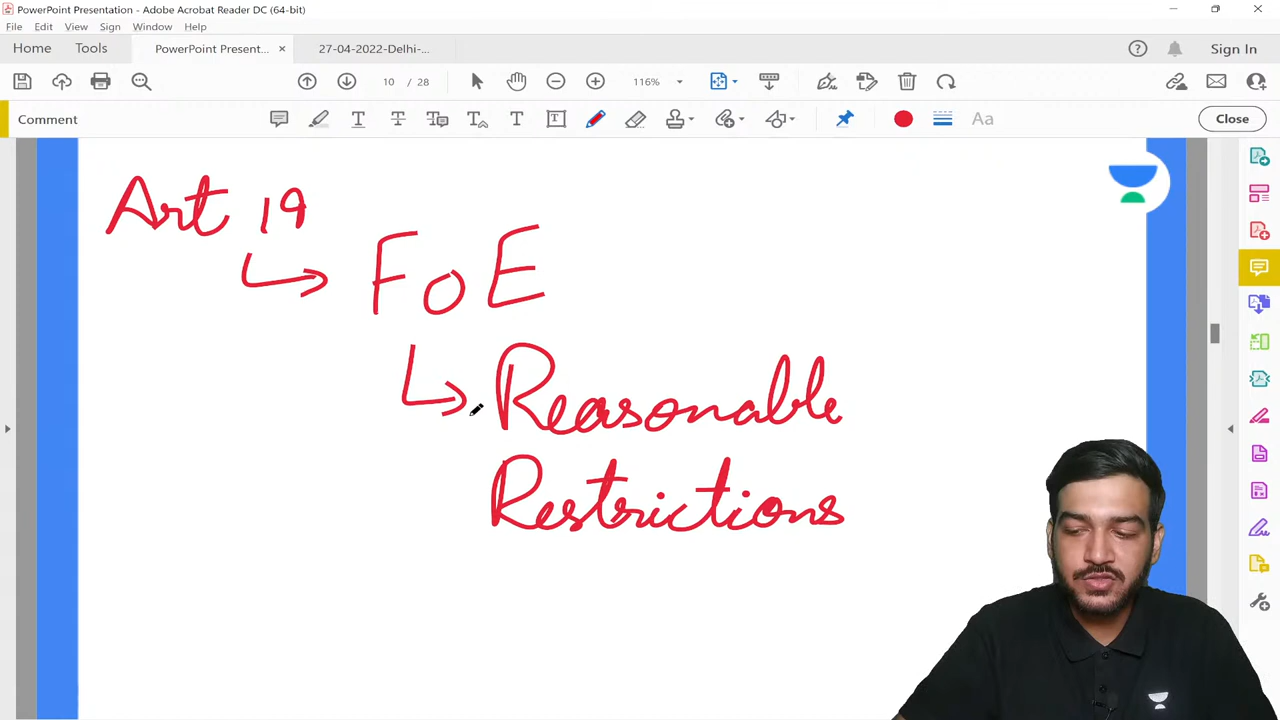 PowerPoint Presentation - Adobe Acrobat Reader DC (64-bit)
File Edit View Sign Window Help
Home Tools PowerPoint Present... × 27-04-2022-Delhi-... Sign In
10 / 28 116%
Comment Aa Close
Art 19
FoE
Reasonable
Restrictions